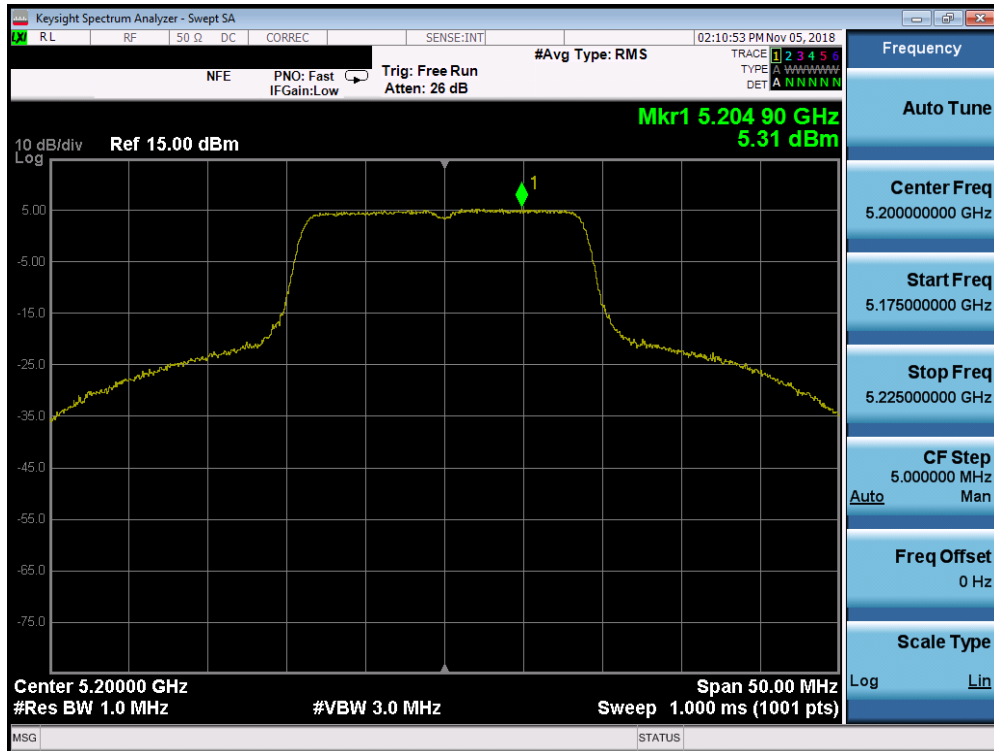 Keysight Spectrum Analyzer - Swept SA
LXI RL RF 50 Ω DC CORREC SENSE:INT 02:10:53 PM Nov 05, 2018
NFE PNO: Fast IFGain:Low Trig: Free Run Atten: 26 dB #Avg Type: RMS
TRACE 1 2 3 4 5 6
TYPE A WWWWW
DET A N N N N N
Mkr1 5.204 90 GHz
5.31 dBm
10 dB/div Ref 15.00 dBm
Log
1
5.00
-5.00
-15.0
-25.0
-35.0
-45.0
-55.0
-65.0
-75.0
Center 5.20000 GHz Span 50.00 MHz
#Res BW 1.0 MHz #VBW 3.0 MHz Sweep 1.000 ms (1001 pts)
MSG STATUS
Frequency
Auto Tune
Center Freq
5.200000000 GHz
Start Freq
5.175000000 GHz
Stop Freq
5.225000000 GHz
CF Step
5.000000 MHz
Auto Man
Freq Offset
0 Hz
Scale Type
Log Lin